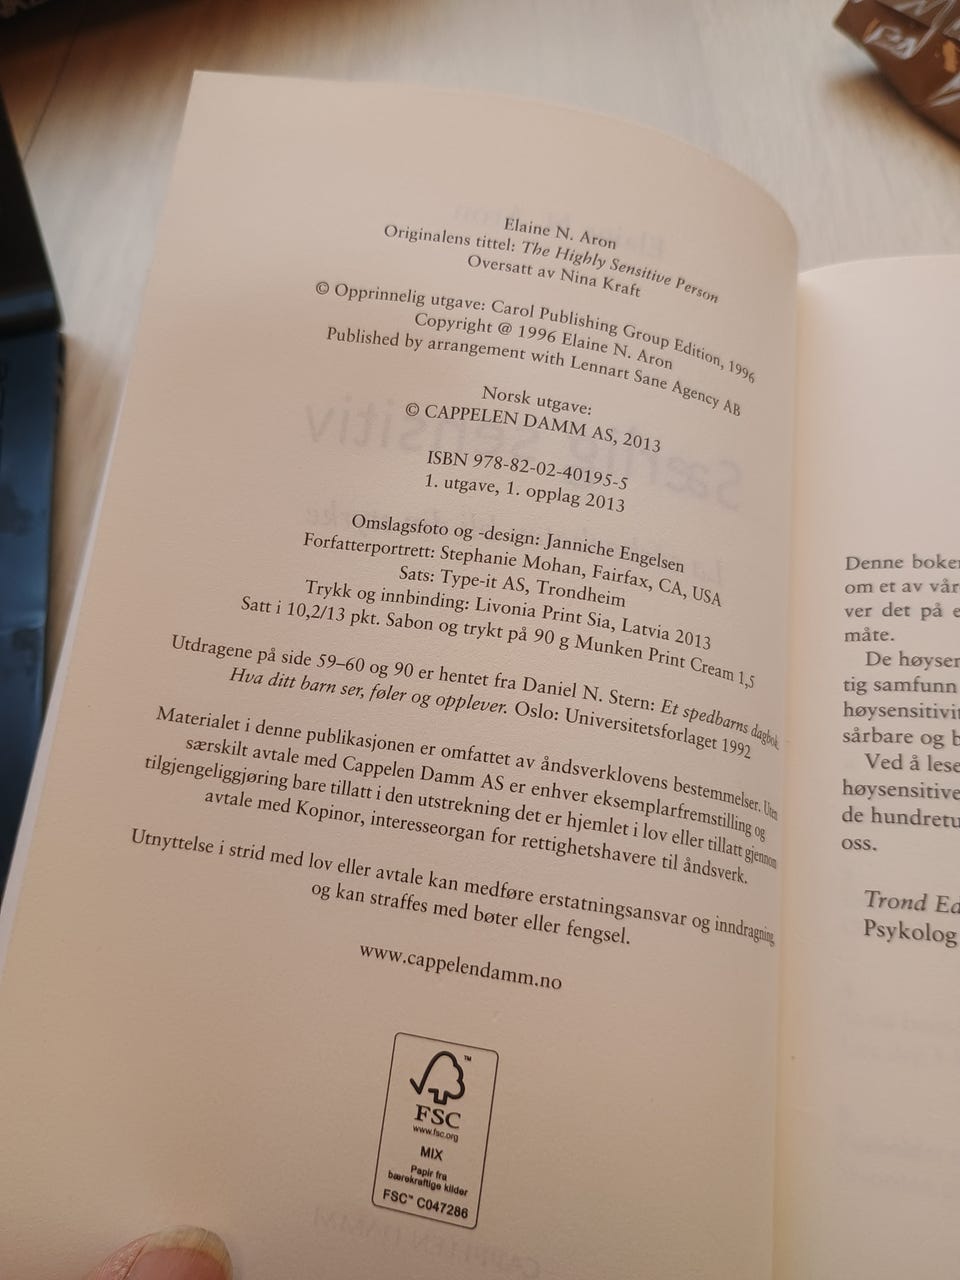 Elaine N. Aron
Originalens tittel: The Highly Sensitive Person
Oversatt av Nina Kraft
© Opprinnelig utgave: Carol Publishing Group Edition, 1996
Copyright @ 1996 Elaine N. Aron
Published by arrangement with Lennart Sane Agency AB
Norsk utgave:
© CAPPELEN DAMM AS, 2013
ISBN 978-82-02-40195-5
1. utgave, 1. opplag 2013
Omslagsfoto og -design: Janniche Engelsen
Forfatterportrett: Stephanie Mohan, Fairfax, CA, USA
Sats: Type-it AS, Trondheim
Trykk og innbinding: Livonia Print Sia, Latvia 2013
Satt i 10,2/13 pkt. Sabon og trykt på 90 g Munken Print Cream 1,5
Utdragene på side 59–60 og 90 er hentet fra Daniel N. Stern: Et spedbarns dagbok.
Hva ditt barn ser, føler og opplever. Oslo: Universitetsforlaget 1992
Materialet i denne publikasjonen er omfattet av åndsverklovens bestemmelser. Uten
særskilt avtale med Cappelen Damm AS er enhver eksemplarfremstilling og
tilgjengeliggjøring bare tillatt i den utstrekning det er hjemlet i lov eller tillatt gjennom
avtale med Kopinor, interesseorgan for rettighetshavere til åndsverk.
Utnyttelse i strid med lov eller avtale kan medføre erstatningsansvar og inndragning
og kan straffes med bøter eller fengsel.
www.cappelendamm.no
FSC™
www.fsc.org
MIX
Papir fra
bærekraftige kilder
FSC™ C047286
Denne boken
om et av vår
ver det på e
måte.
De høysen
tig samfunn
høysensitivit
sårbare og b
Ved å lese
høysensitive
de hundretu
oss.
Trond Ed
Psykolog